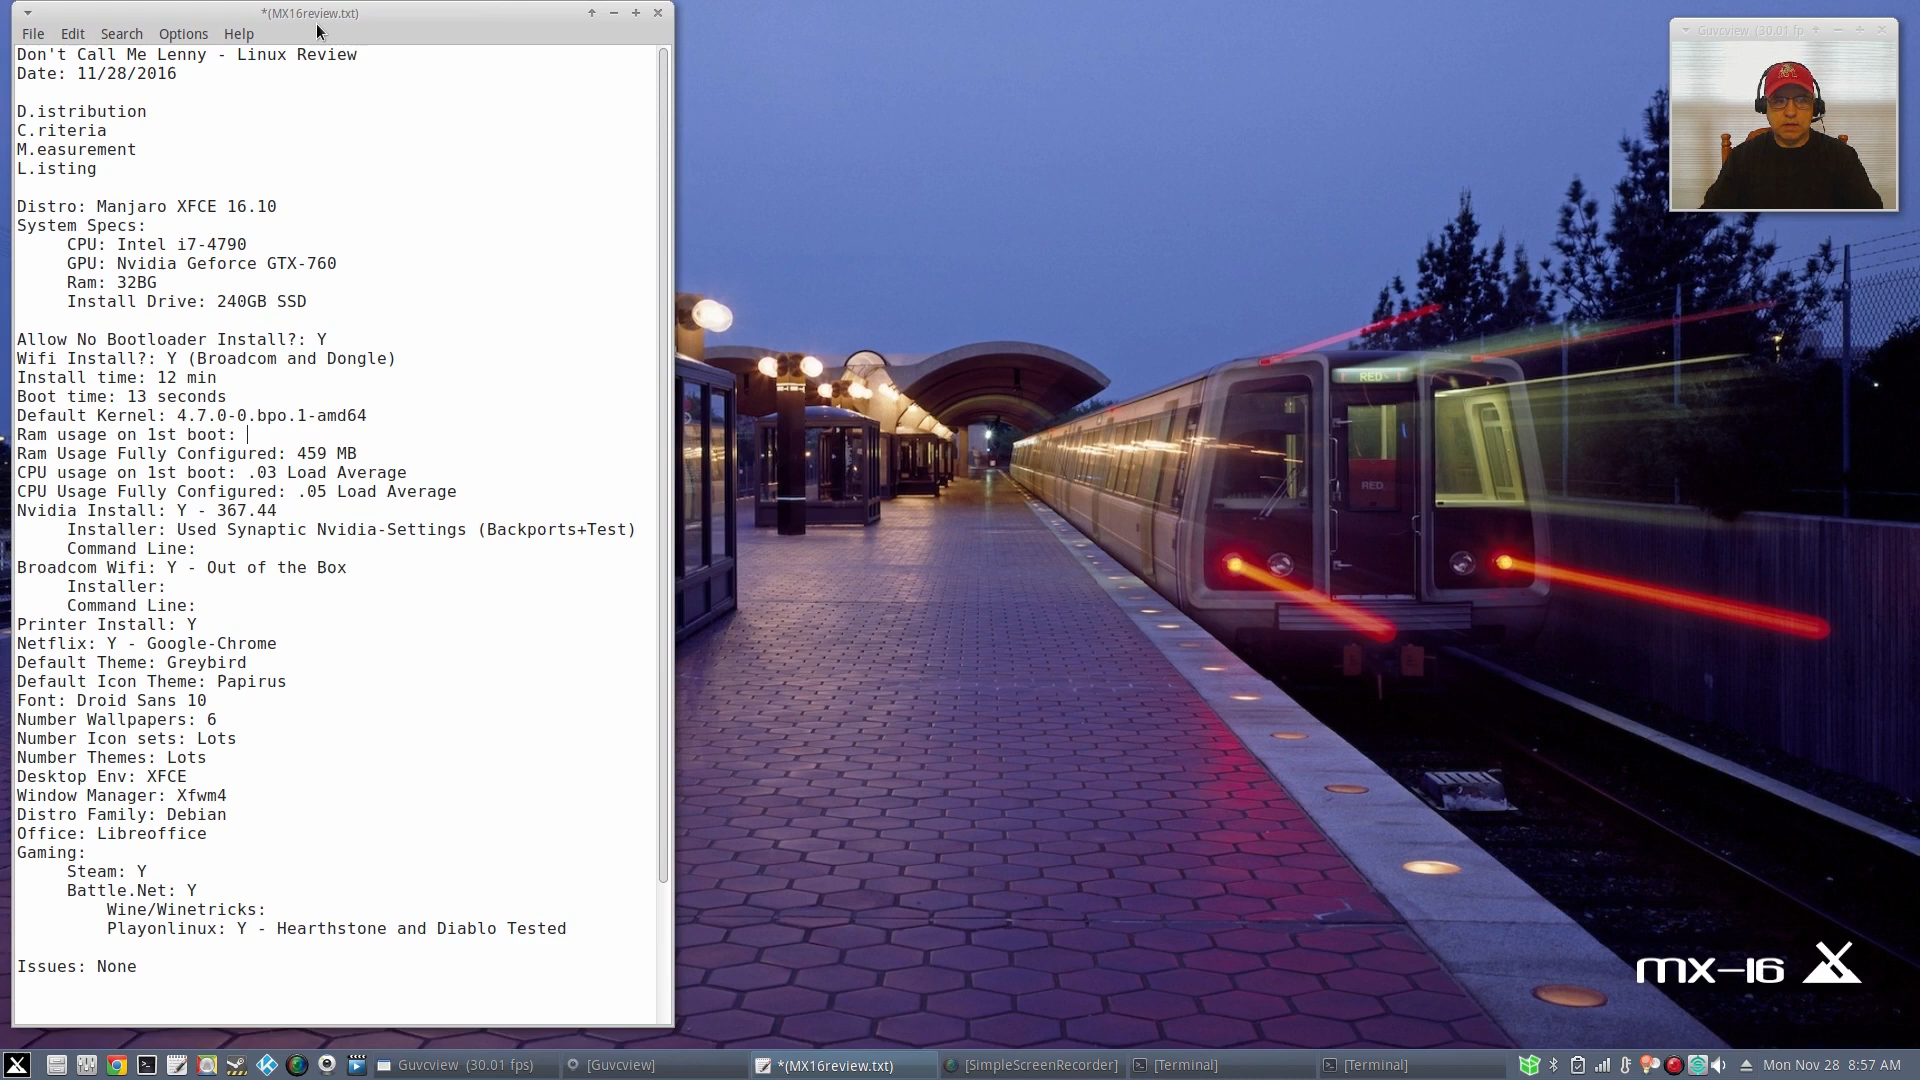 *(MX16review.txt)
File Edit Search Options Help
Don't Call Me Lenny - Linux Review
Date: 11/28/2016
D.istribution
C.riteria
M.easurement
L.isting
Distro: Manjaro XFCE 16.10
System Specs:
CPU: Intel i7-4790
GPU: Nvidia Geforce GTX-760
Ram: 32BG
Install Drive: 240GB SSD
Allow No Bootloader Install?: Y
Wifi Install?: Y (Broadcom and Dongle)
Install time: 12 min
Boot time: 13 seconds
Default Kernel: 4.7.0-0.bpo.1-amd64
Ram usage on 1st boot:
Ram Usage Fully Configured: 459 MB
CPU usage on 1st boot: .03 Load Average
CPU Usage Fully Configured: .05 Load Average
Nvidia Install: Y - 367.44
Installer: Used Synaptic Nvidia-Settings (Backports+Test)
Command Line:
Broadcom Wifi: Y - Out of the Box
Installer:
Command Line:
Printer Install: Y
Netflix: Y - Google-Chrome
Default Theme: Greybird
Default Icon Theme: Papirus
Font: Droid Sans 10
Number Wallpapers: 6
Number Icon sets: Lots
Number Themes: Lots
Desktop Env: XFCE
Window Manager: Xfwm4
Distro Family: Debian
Office: Libreoffice
Gaming:
Steam: Y
Battle.Net: Y
Wine/Winetricks:
Playonlinux: Y - Hearthstone and Diablo Tested
Issues: None
Guvcview (30.01 fp
RED
RED
mx-16
Guvcview (30.01 fps) [Guvcview] *(MX16review.txt) [SimpleScreenRecorder] [Terminal] [Terminal] Mon Nov 28 8:57 AM